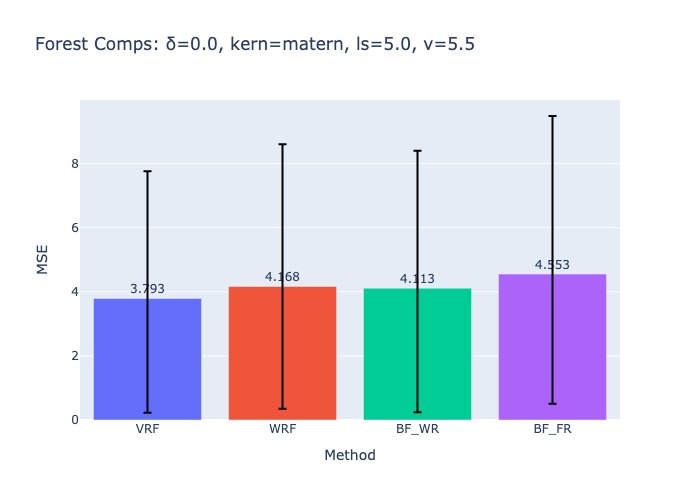 Forest Comps: δ=0.0, kern=matern, ls=5.0, v=5.5
MSE
8
6
4
2
0
3.793
4.168
4.113
4.553
VRF
WRF
BF_WR
BF_FR
Method